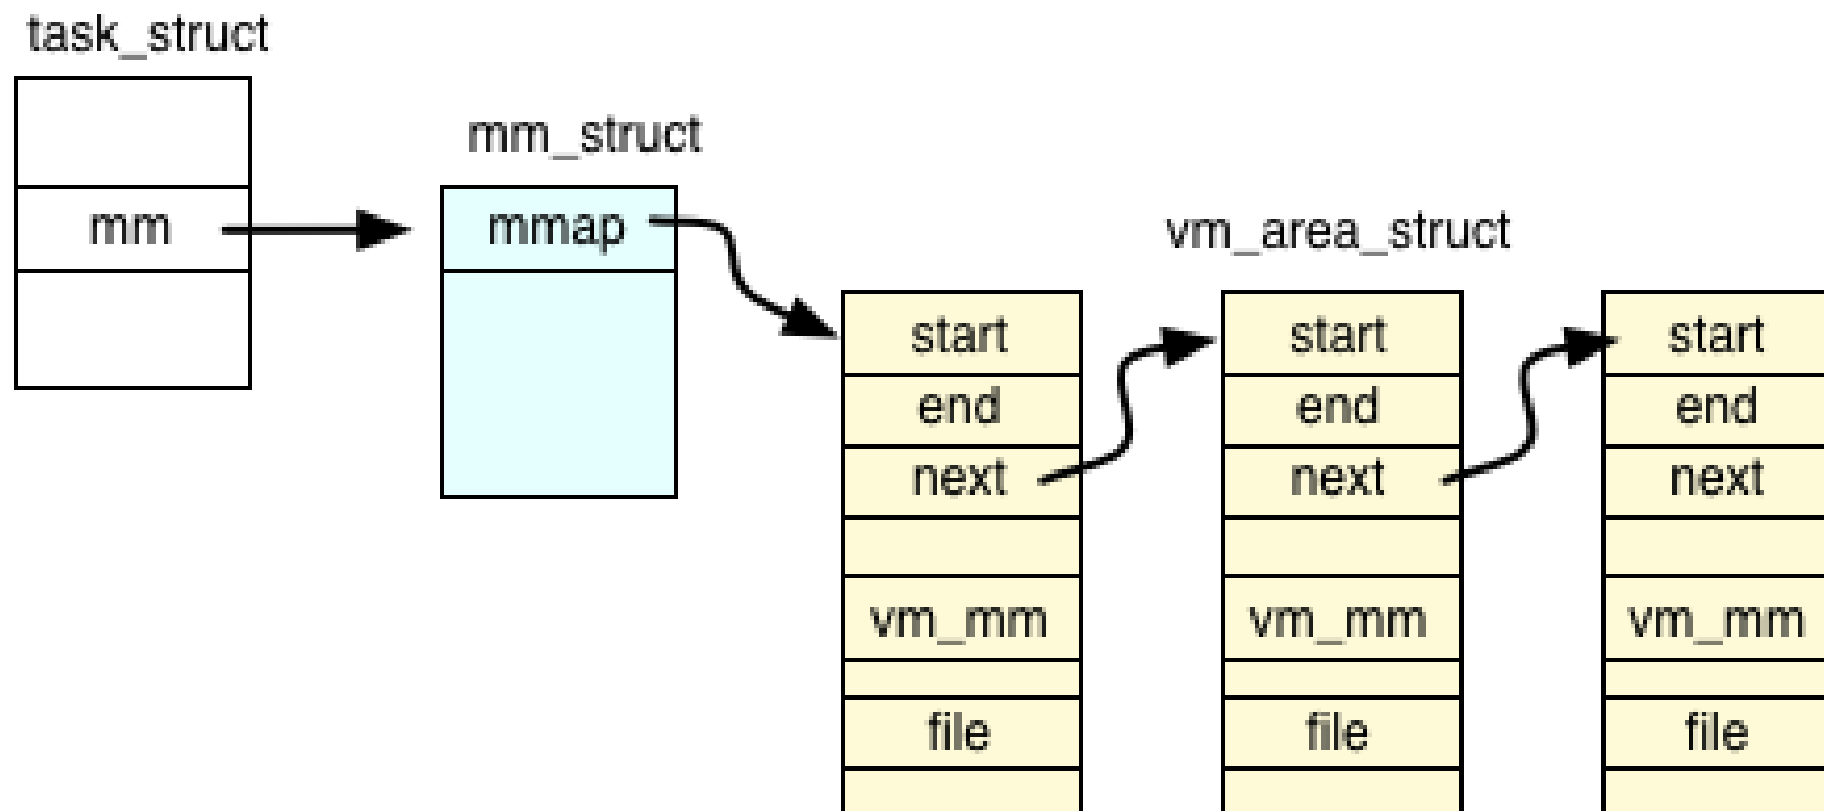 task_struct
mm
mm_struct
mmap
vm_area_struct
start
end
next
vm_mm
file
start
end
next
vm_mm
file
start
end
next
vm_mm
file